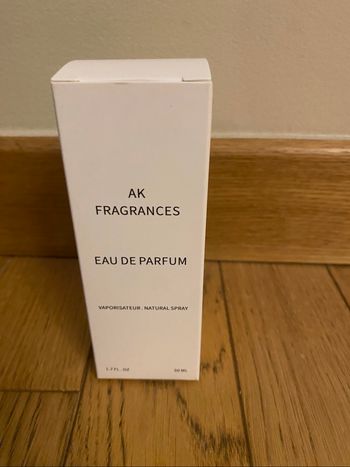 AK
FRAGRANCES
EAU DE PARFUM
VAPORISATEUR . NATURAL SPRAY
1.7 FL. OZ 50 ML